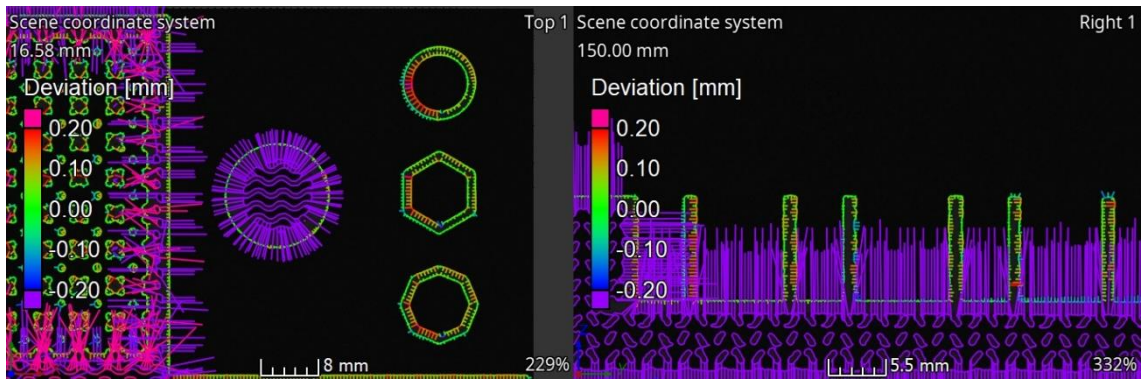 Scene coordinate system
Top 1
16.58 mm
Deviation [mm]
0.20
0.10
0.00
-0.10
-0.20
8 mm
229%
Scene coordinate system
Right 1
150.00 mm
Deviation [mm]
0.20
0.10
0.00
-0.10
-0.20
5.5 mm
332%